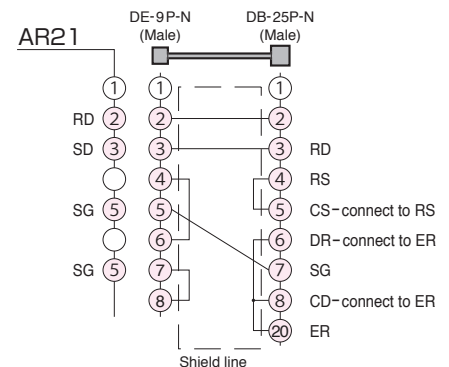 DE-9P-N DB-25P-N
(Male) (Male)
AR21
1 1 1
RD 2 2 2
SD 3 3 3 RD
4 4 RS
SG 5 5 5 CS-connect to RS
6 6 DR-connect to ER
SG 5 7 7 SG
8 8 CD-connect to ER
20 ER
Shield line